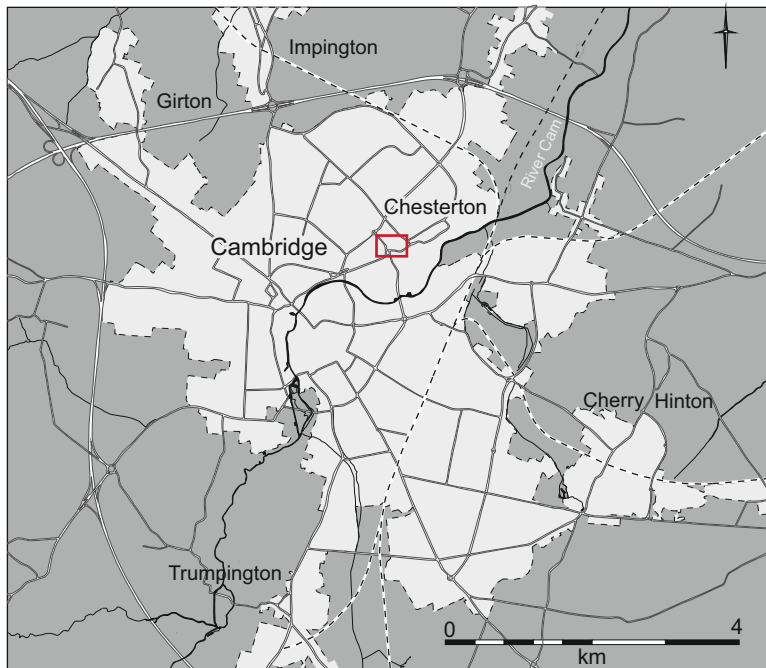 Impington
Girton
River Cam
Chesterton
Cambridge
Cherry Hinton
Trumpington
0 4
km